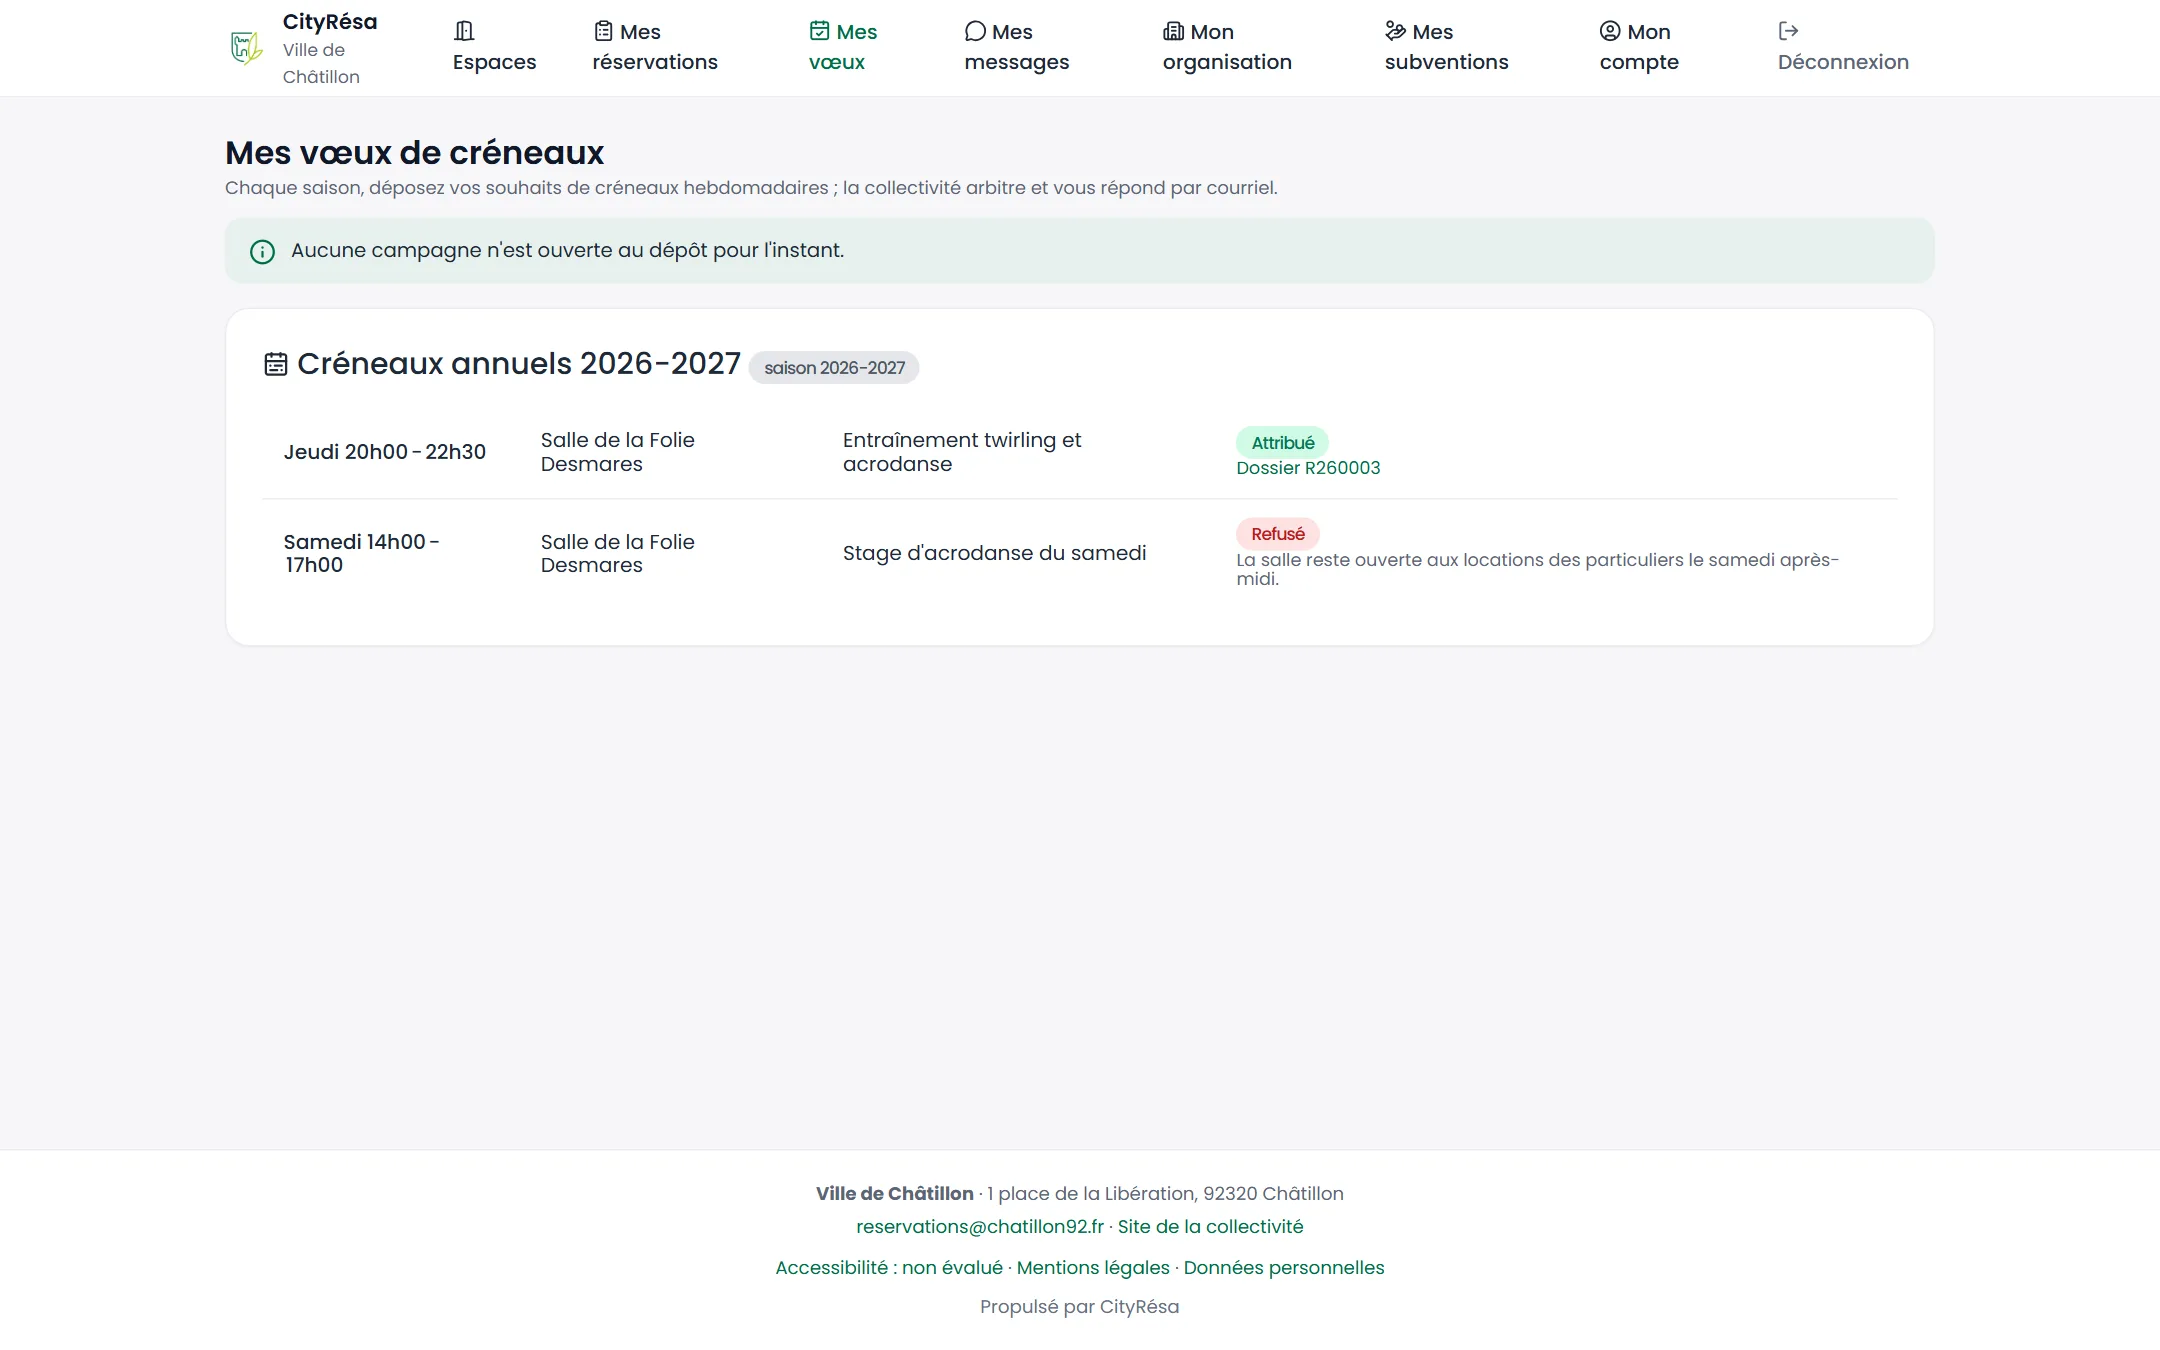 CityRésa
Ville de
Châtillon
Espaces
Mes
réservations
Mes
vœux
Mes
messages
Mon
organisation
Mes
subventions
Mon
compte
Déconnexion
Mes vœux de créneaux
Chaque saison, déposez vos souhaits de créneaux hebdomadaires ; la collectivité arbitre et vous répond par courriel.
Aucune campagne n'est ouverte au dépôt pour l'instant.
Créneaux annuels 2026-2027 saison 2026-2027
Jeudi 20h00 - 22h30
Salle de la Folie
Desmares
Entraînement twirling et
acrodanse
Attribué
Dossier R260003
Samedi 14h00 -
17h00
Salle de la Folie
Desmares
Stage d'acrodanse du samedi
Refusé
La salle reste ouverte aux locations des particuliers le samedi après-
midi.
Ville de Châtillon · 1 place de la Libération, 92320 Châtillon
reservations@chatillon92.fr · Site de la collectivité
Accessibilité : non évalué · Mentions légales · Données personnelles
Propulsé par CityRésa